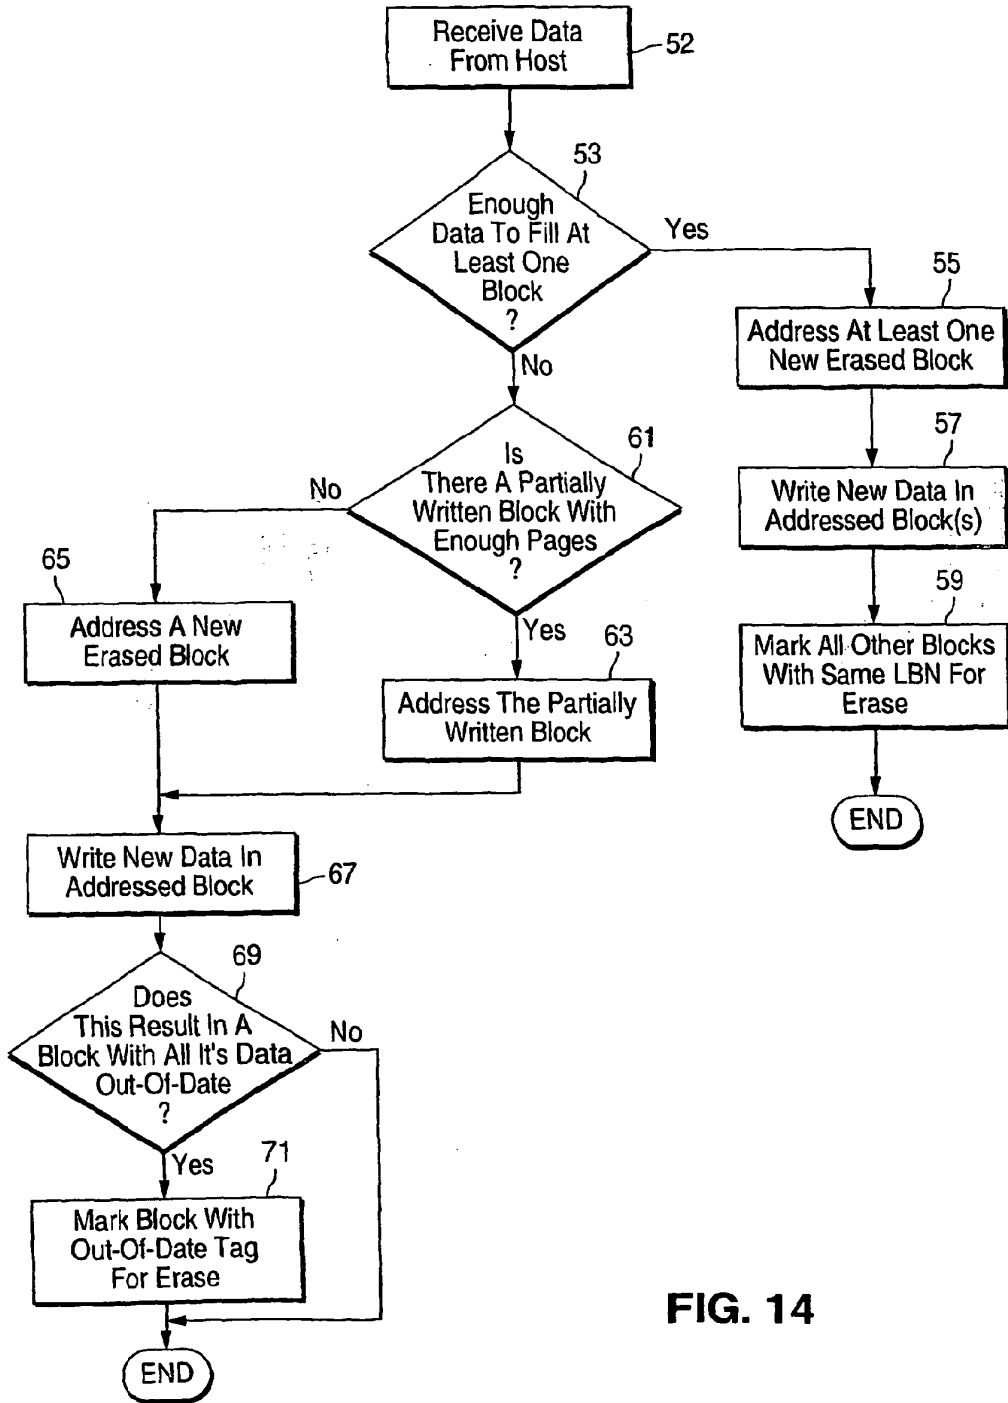 Receive Data
From Host
52
53
Enough
Data To Fill At
Least One
Block
?
Yes
No
55
Address At Least One
New Erased Block
57
Write New Data In
Addressed Block(s)
59
Mark All Other Blocks
With Same LBN For
Erase
END
61
Is
There A Partially
Written Block With
Enough Pages
?
No
Yes
65
Address A New
Erased Block
63
Address The Partially
Written Block
Write New Data In
Addressed Block
67
69
Does
This Result In A
Block With All It's Data
Out-Of-Date
?
No
Yes
71
Mark Block With
Out-Of-Date Tag
For Erase
END
FIG. 14